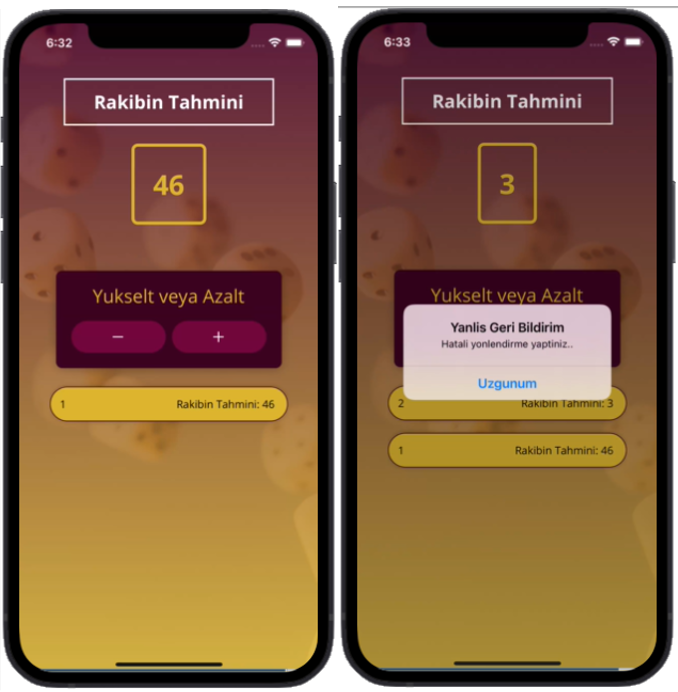 6:32
Rakibin Tahmini
46
Yukselt veya Azalt
− +
1 Rakibin Tahmini: 46
6:33
Rakibin Tahmini
3
Yukselt veya Azalt
Yanlis Geri Bildirim
Hatali yonlendirme yaptiniz..
Uzgunum
2 Rakibin Tahmini: 3
1 Rakibin Tahmini: 46